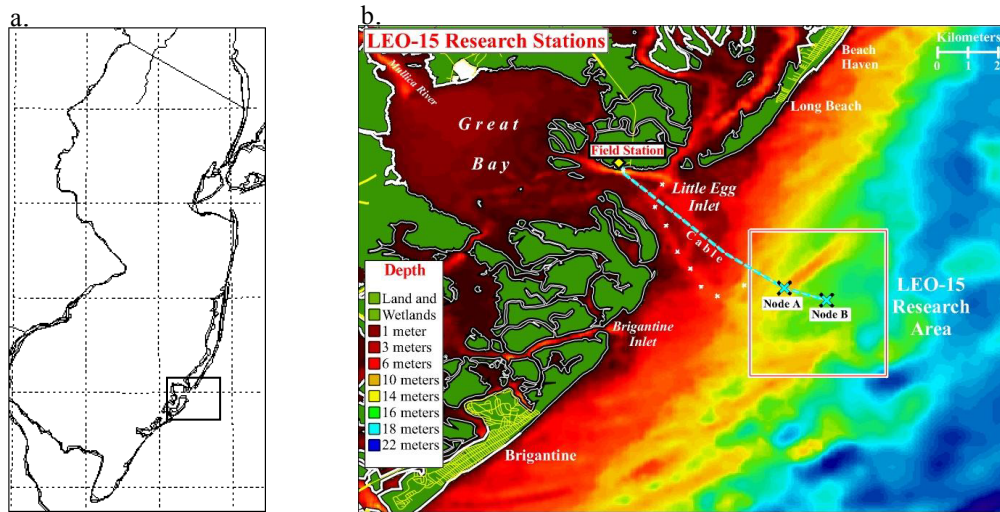 a.
b.
LEO-15 Research Stations
Mullica River
Great
Bay
Field Station
Little Egg
Inlet
Cable
Beach
Haven
Long Beach
Kilometers
0 1 2
Node A
Node B
LEO-15
Research
Area
Brigantine
Inlet
Brigantine
Depth
Land and
Wetlands
1 meter
3 meters
6 meters
10 meters
14 meters
16 meters
18 meters
22 meters